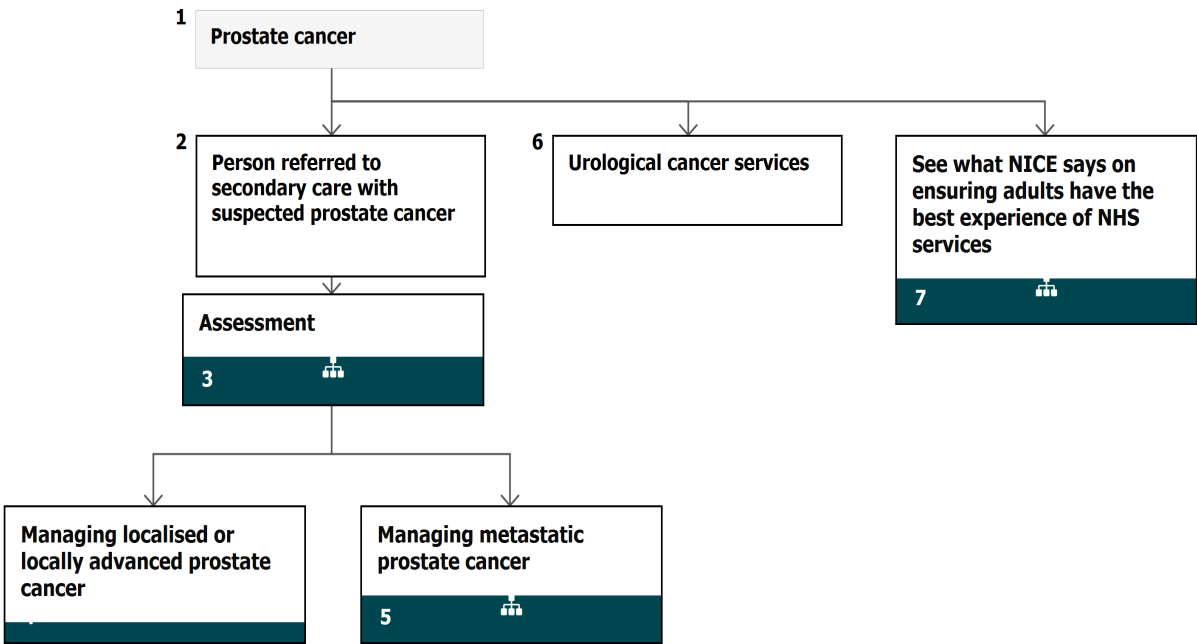 1
Prostate cancer
2
Person referred to
secondary care with
suspected prostate cancer
6
Urological cancer services
See what NICE says on
ensuring adults have the
best experience of NHS
services
7
Assessment
3
Managing localised or
locally advanced prostate
cancer
Managing metastatic
prostate cancer
5